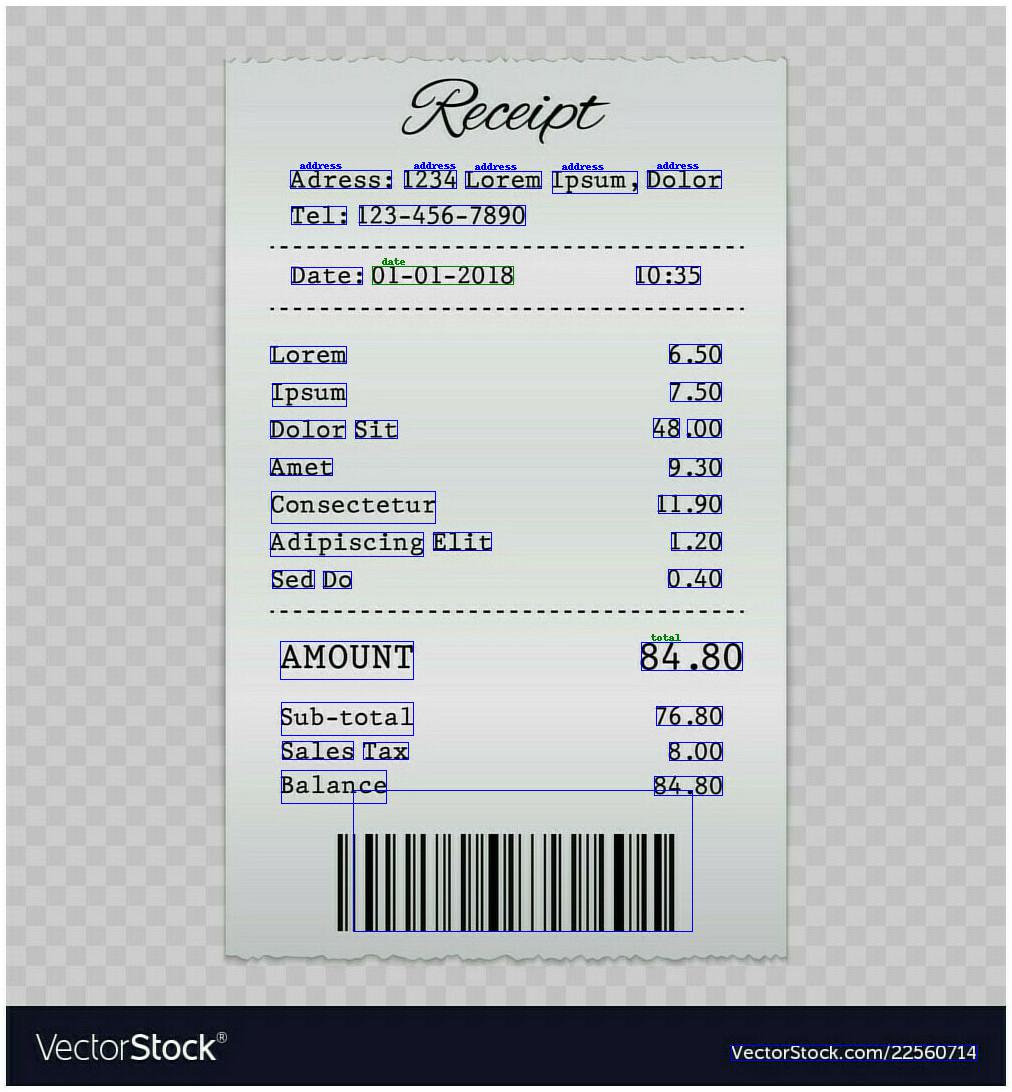 Receipt
address address address address address
Adress: 1234 Lorem Ipsum, Dolor
Tel: 123-456-7890
date
Date: 01-01-2018 10:35
Lorem 6.50
Ipsum 7.50
Dolor Sit 48.00
Amet 9.30
Consectetur 11.90
Adipiscing Elit 1.20
Sed Do 0.40
total
AMOUNT 84.80
Sub-total 76.80
Sales Tax 8.00
Balance 84.80
VectorStock® VectorStock.com/22560714